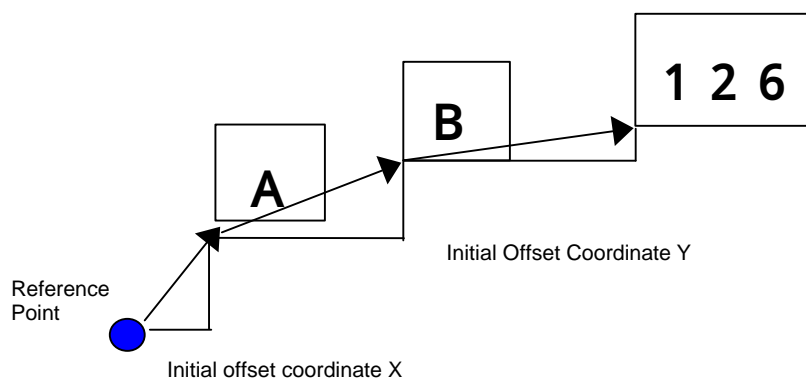 1 2 6
B
A
Initial Offset Coordinate Y
Reference
Point
Initial offset coordinate X